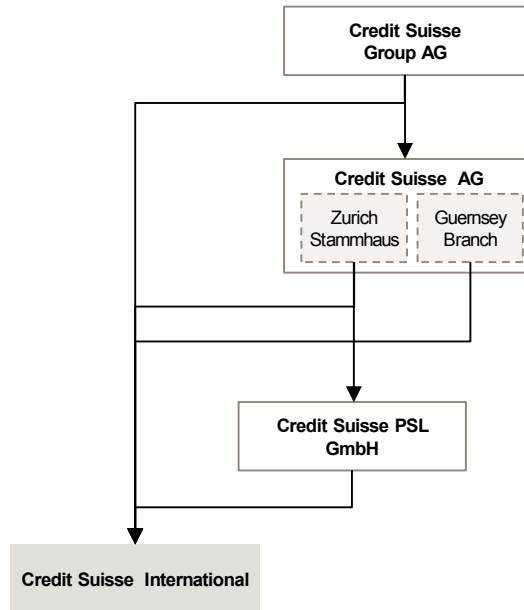 Credit Suisse
Group AG
Credit Suisse AG
Zurich
Stammhaus
Guernsey
Branch
Credit Suisse PSL
GmbH
Credit Suisse International